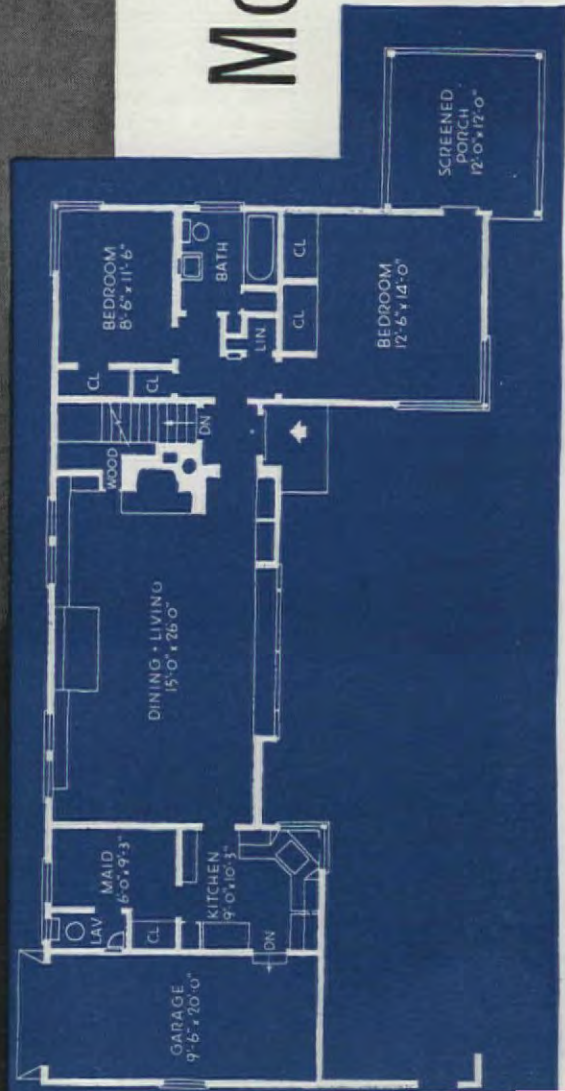 Mo
SCREENED
PORCH
12'-0" x 12'-0"
BEDROOM
8'-6" x 11'-6"
BATH
CL
CL
BEDROOM
12'-6" x 14'-0"
LIN.
CL
CL
DN
WOOD
DINING + LIVING
15'-0" x 26'-0"
MAID
6'-0" x 9'-3"
LAV
CL
KITCHEN
9'-0" x 10'-3"
DN
GARAGE
9'-6" x 20'-0"